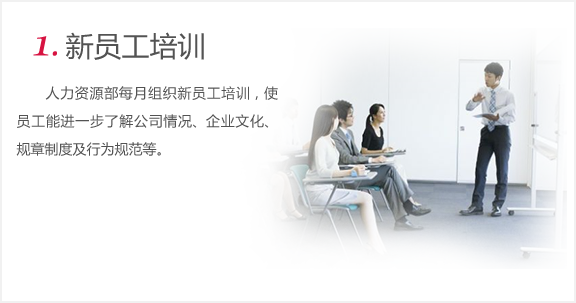 1. 新员工培训
人力资源部每月组织新员工培训，使
员工能进一步了解公司情况、企业文化、
规章制度及行为规范等。